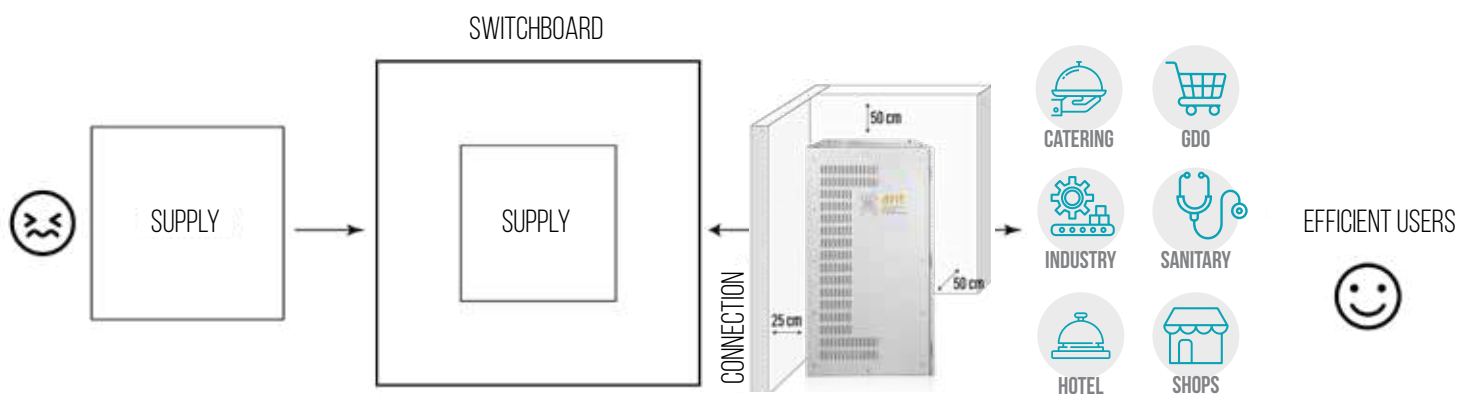 SWITCHBOARD
SUPPLY
SUPPLY
CONNECTION
50 cm
50 cm
25 cm
CATERING
GDO
INDUSTRY
SANITARY
HOTEL
SHOPS
EFFICIENT USERS